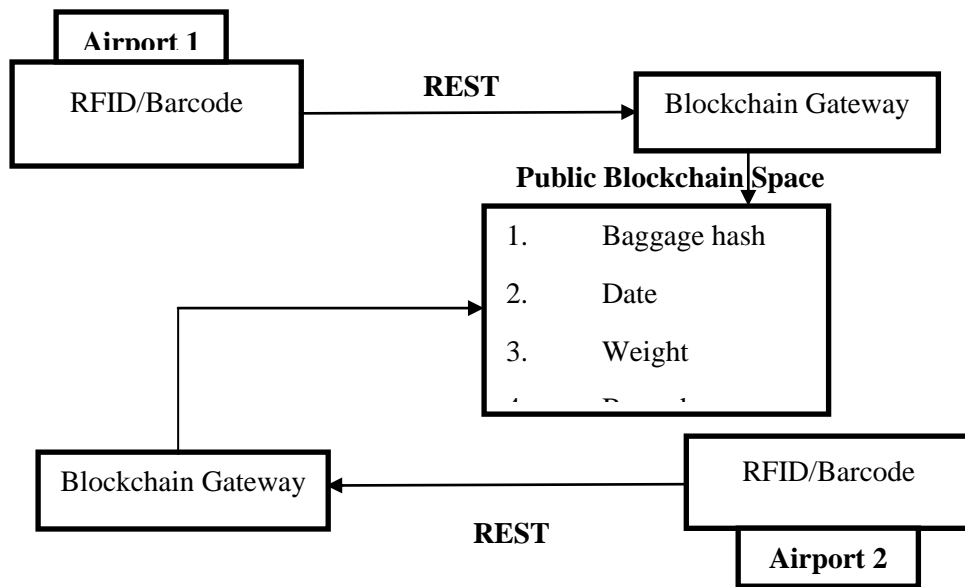 Airport 1
RFID/Barcode
REST
Blockchain Gateway
Public Blockchain Space
1. Baggage hash
2. Date
3. Weight
Blockchain Gateway
RFID/Barcode
REST
Airport 2